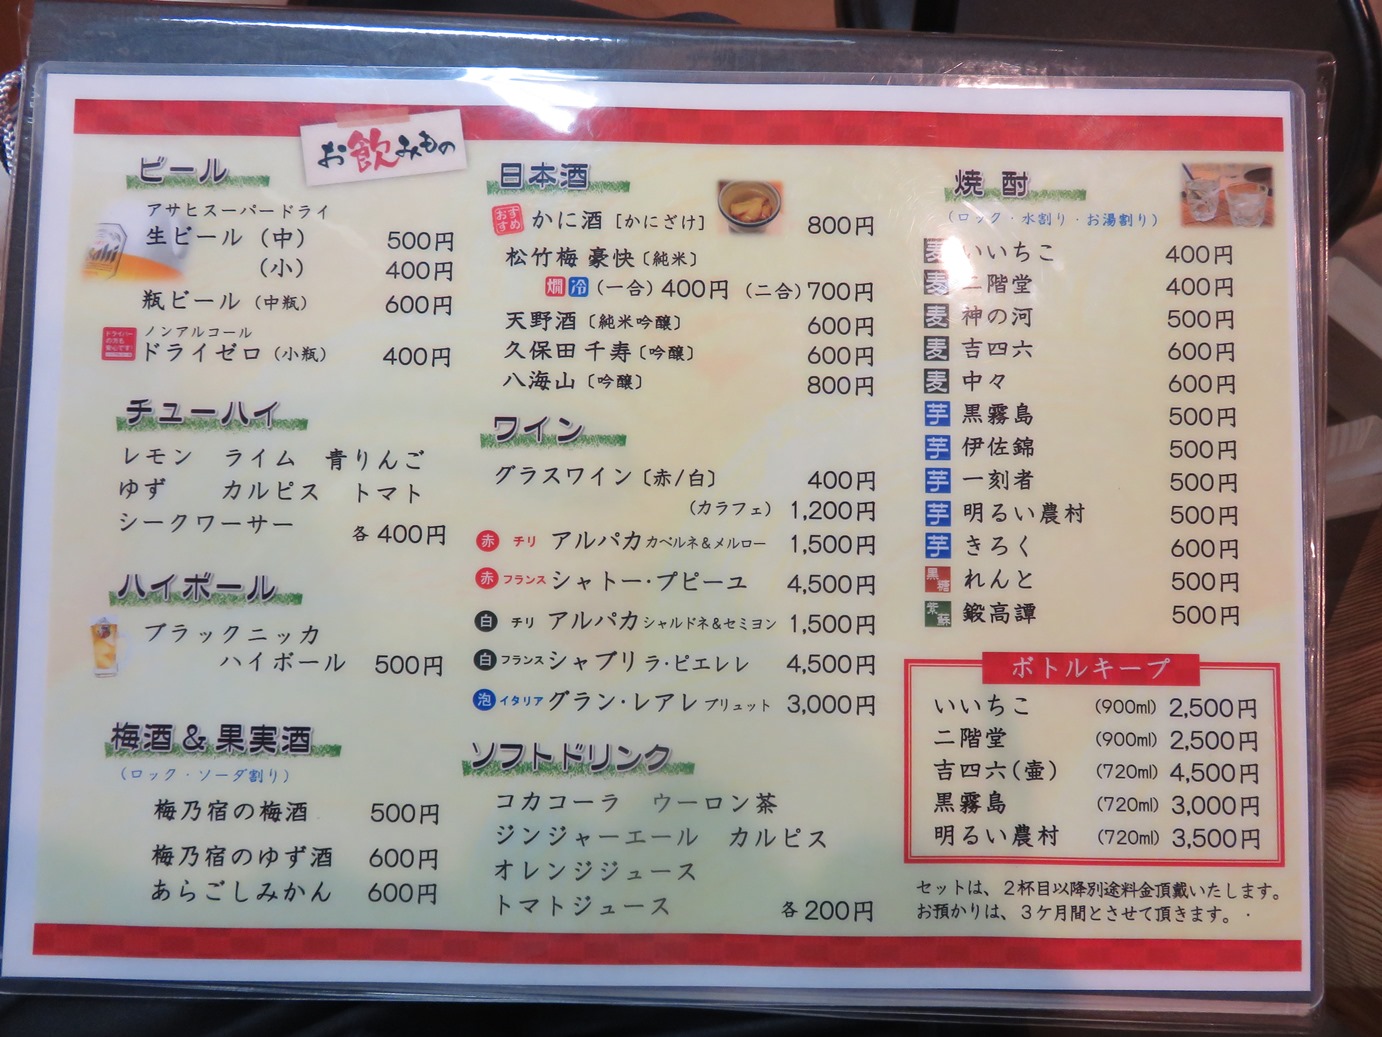 お飲みもの
ビール
アサヒスーパードライ
生ビール（中） 500円
（小） 400円
瓶ビール（中瓶） 600円
ノンアルコール
ドライゼロ（小瓶） 400円
チューハイ
レモン ライム 青りんご
ゆず カルピス トマト
シークワーサー
各400円
ハイボール
ブラックニッカ
ハイボール 500円
梅酒&果実酒
（ロック・ソーダ割り）
梅乃宿の梅酒 500円
梅乃宿のゆず酒 600円
あらごしみかん 600円
日本酒
おすすめ かに酒［かにざけ］ 800円
松竹梅 豪快〔純米〕
燗 冷 （一合）400円 （二合）700円
天野酒〔純米吟醸〕 600円
久保田 千寿〔吟醸〕 600円
八海山〔吟醸〕 800円
ワイン
グラスワイン〔赤/白〕 400円
（カラフェ） 1,200円
赤 チリ アルパカ カベルネ&メルロー 1,500円
赤 フランス シャトー・プピーユ 4,500円
白 チリ アルパカ シャルドネ&セミヨン 1,500円
白 フランス シャブリ ラ・ピエレレ 4,500円
泡 イタリア グラン・レアレ ブリュット 3,000円
ソフトドリンク
コカコーラ ウーロン茶
ジンジャーエール カルピス
オレンジジュース
トマトジュース 各200円
焼酎
（ロック・水割り・お湯割り）
麦 いいちこ 400円
麦 二階堂 400円
麦 神の河 500円
麦 吉四六 600円
麦 中々 600円
芋 黒霧島 500円
芋 伊佐錦 500円
芋 一刻者 500円
芋 明るい農村 500円
芋 きろく 600円
黒糖 れんと 500円
紫蘇 鍛高譚 500円
ボトルキープ
いいちこ (900ml) 2,500円
二階堂 (900ml) 2,500円
吉四六(壷) (720ml) 4,500円
黒霧島 (720ml) 3,000円
明るい農村 (720ml) 3,500円
セットは、２杯目以降別途料金頂戴いたします。
お預かりは、３ケ月間とさせて頂きます。